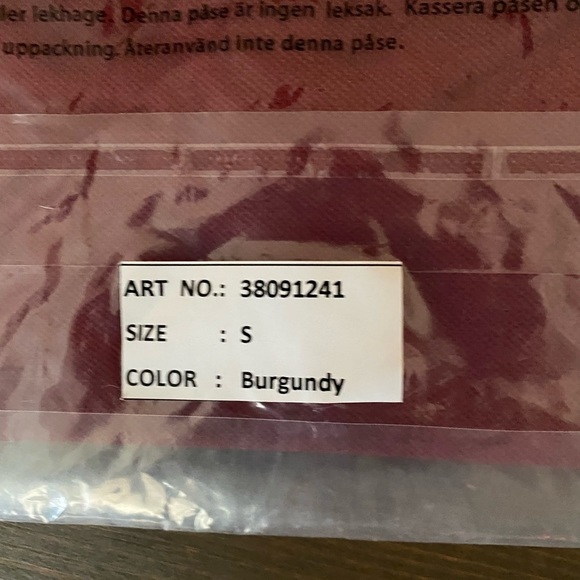 ler lekhage. Denna påse är ingen leksak. Kassera påsen
uppackning. Återanvänd inte denna påse.
ART NO.: 38091241
SIZE : S
COLOR : Burgundy